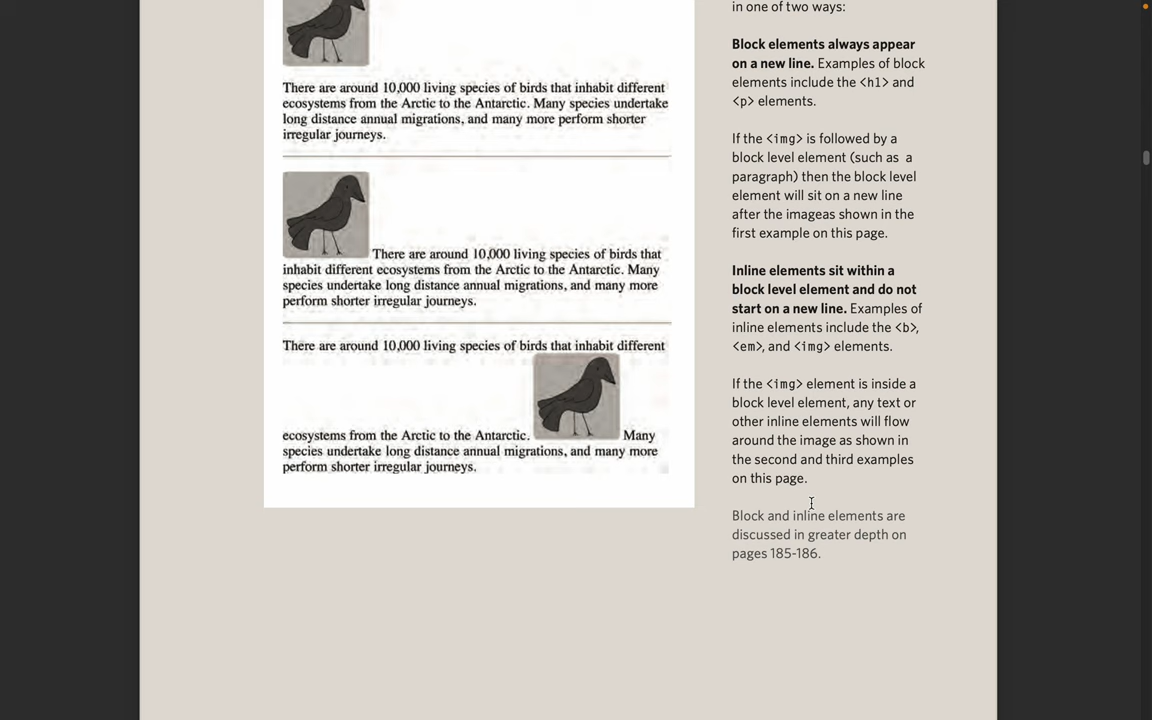 There are around 10,000 living species of birds that inhabit different
ecosystems from the Arctic to the Antarctic. Many species undertake
long distance annual migrations, and many more perform shorter
irregular journeys.
There are around 10,000 living species of birds that
inhabit different ecosystems from the Arctic to the Antarctic. Many
species undertake long distance annual migrations, and many more
perform shorter irregular journeys.
There are around 10,000 living species of birds that inhabit different
ecosystems from the Arctic to the Antarctic. Many
species undertake long distance annual migrations, and many more
perform shorter irregular journeys.
in one of two ways:
Block elements always appear
on a new line. Examples of block
elements include the <h1> and
<p> elements.
If the <img> is followed by a
block level element (such as a
paragraph) then the block level
element will sit on a new line
after the imageas shown in the
first example on this page.
Inline elements sit within a
block level element and do not
start on a new line. Examples of
inline elements include the <b>,
<em>, and <img> elements.
If the <img> element is inside a
block level element, any text or
other inline elements will flow
around the image as shown in
the second and third examples
on this page.
Block and inline elements are
discussed in greater depth on
pages 185-186.